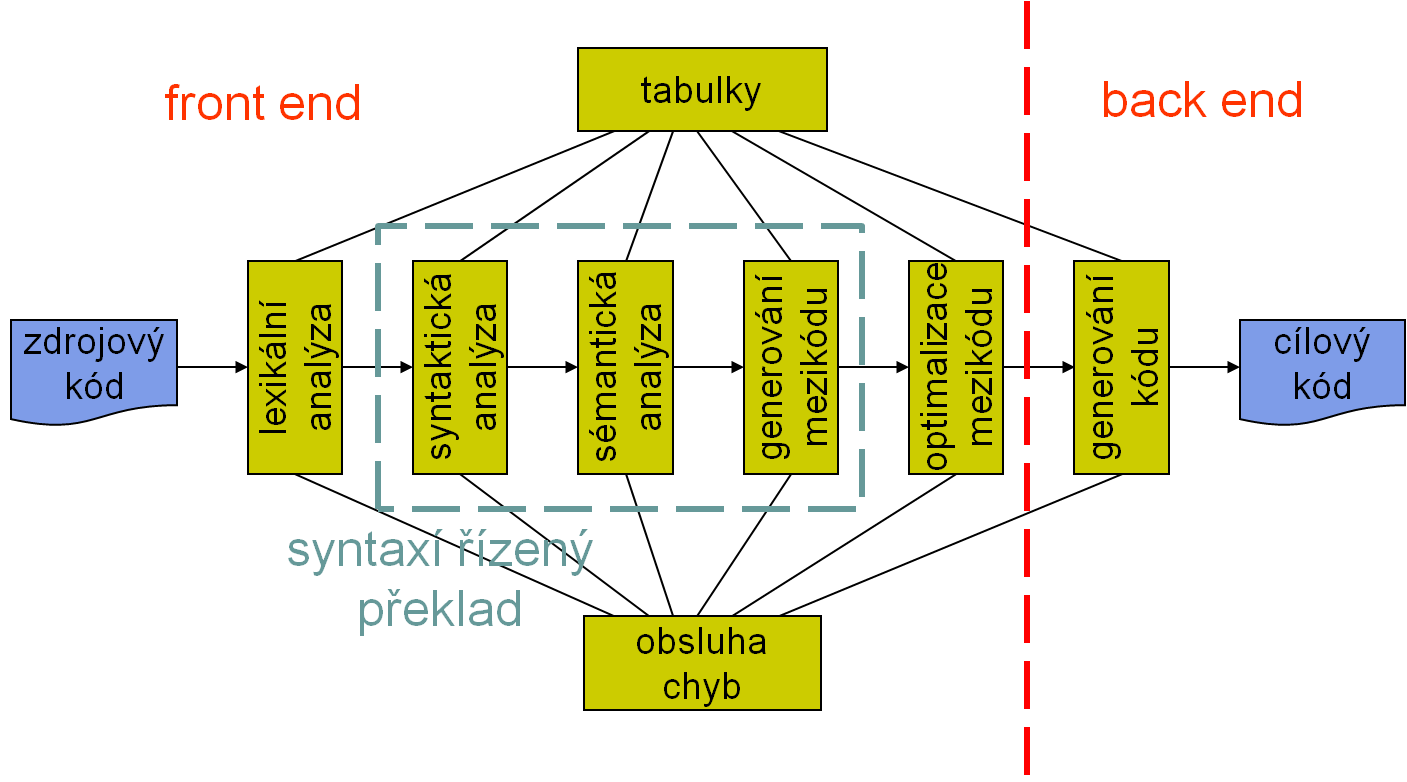 front end
tabulky
back end
zdrojový
kód
lexikální
analýza
syntaktická
analýza
sémantická
analýza
generování
mezikódu
optimalizace
mezikódu
generování
kódu
cílový
kód
syntaxí řízený
překlad
obsluha
chyb